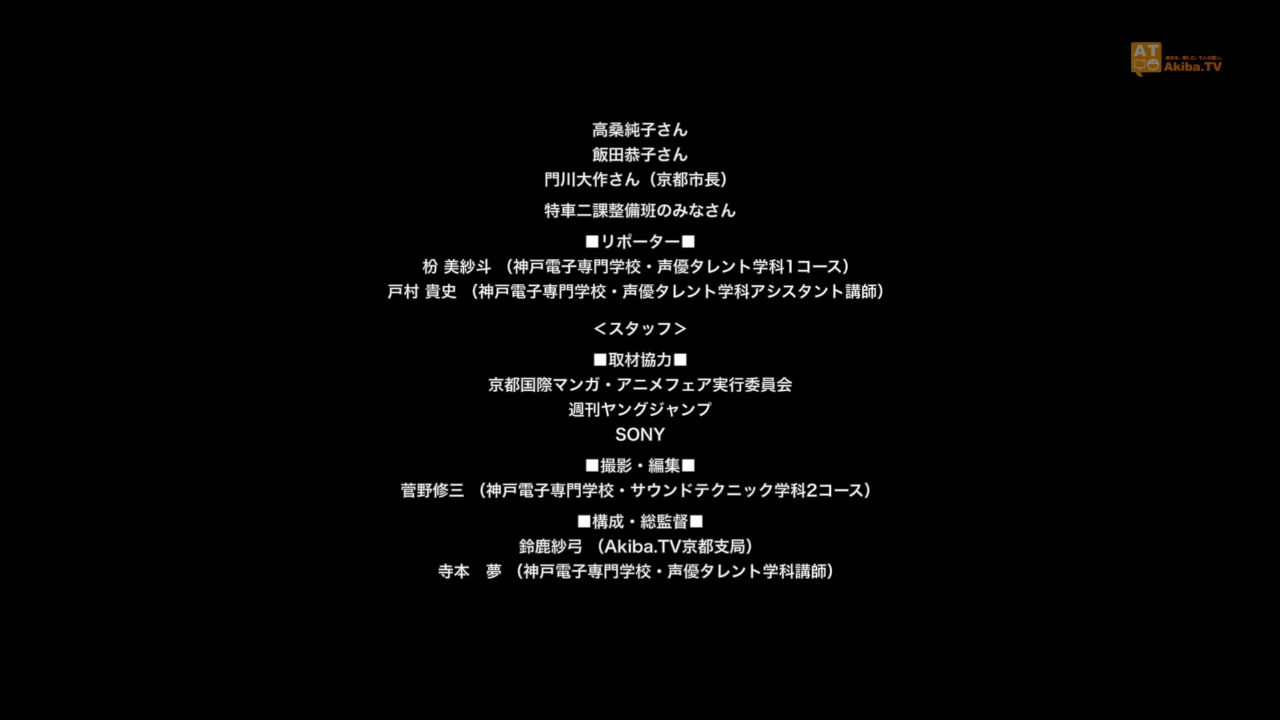 AT
Akiba.TV
高桑純子さん
飯田恭子さん
門川大作さん（京都市長）
特車二課整備班のみなさん
■リポーター■
枌 美紗斗 （神戸電子専門学校・声優タレント学科1コース）
戸村 貴史 （神戸電子専門学校・声優タレント学科アシスタント講師）
＜スタッフ＞
■取材協力■
京都国際マンガ・アニメフェア実行委員会
週刊ヤングジャンプ
SONY
■撮影・編集■
菅野修三 （神戸電子専門学校・サウンドテクニック学科2コース）
■構成・総監督■
鈴鹿紗弓 （Akiba.TV京都支局）
寺本　夢 （神戸電子専門学校・声優タレント学科講師）